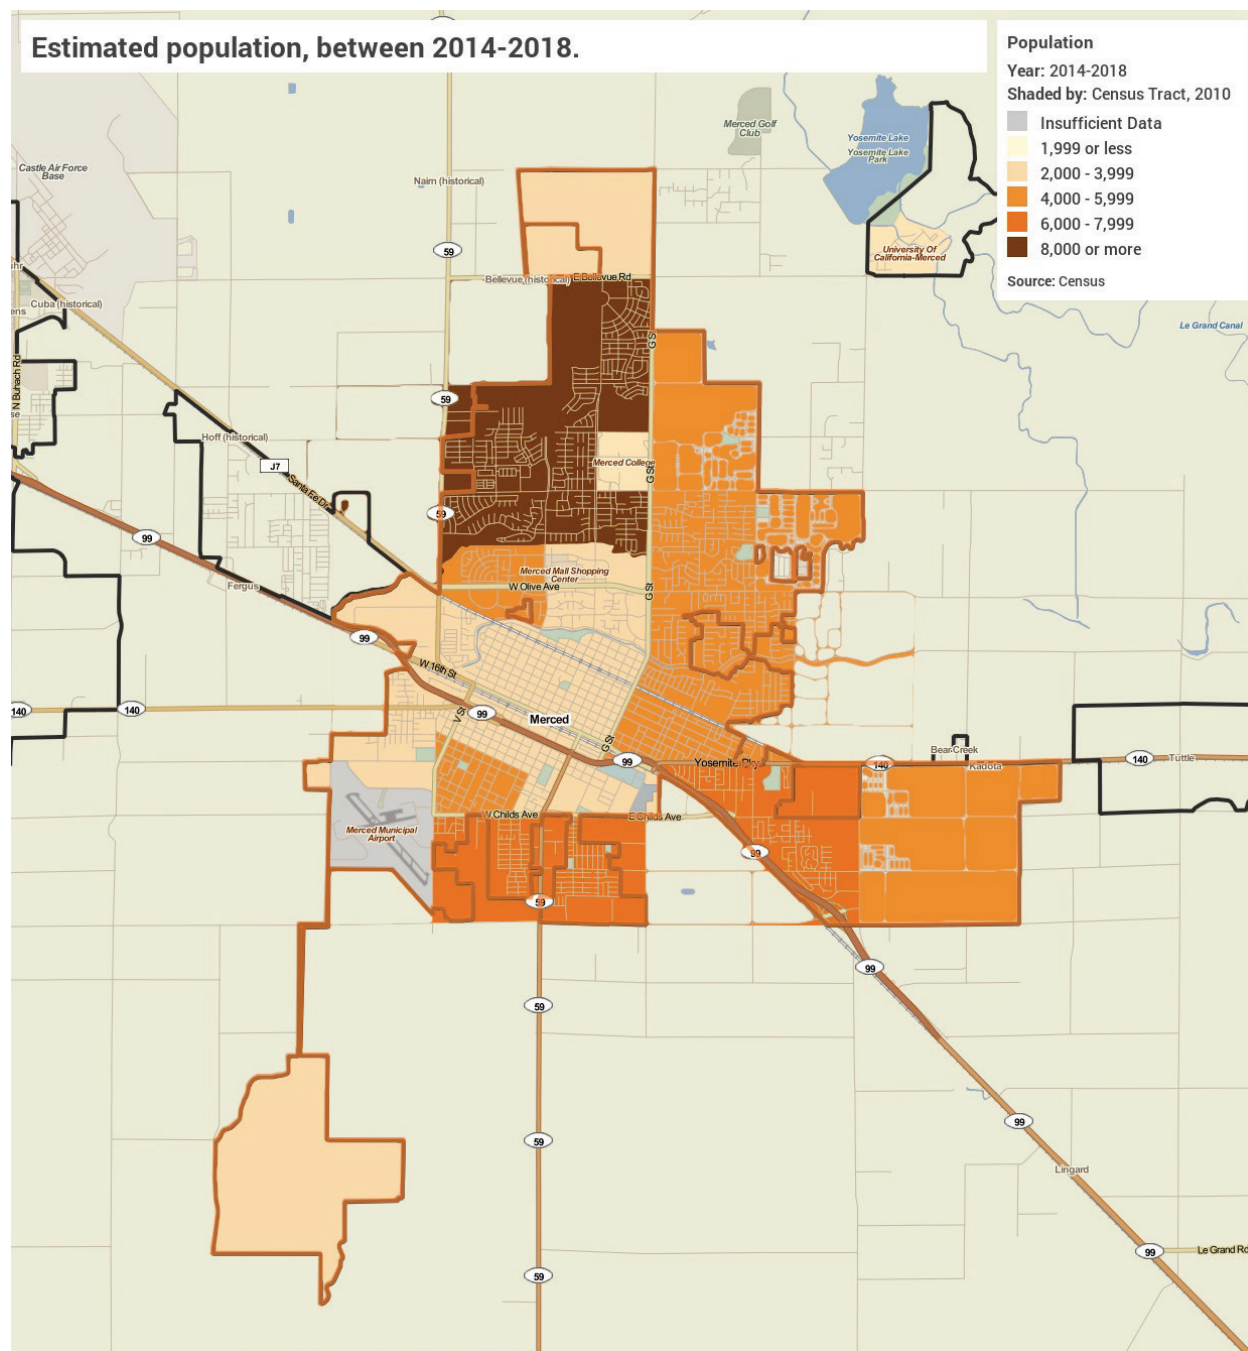 Estimated population, between 2014-2018.
Population
Year: 2014-2018
Shaded by: Census Tract, 2010
Insufficient Data
1,999 or less
2,000 - 3,999
4,000 - 5,999
6,000 - 7,999
8,000 or more
Source: Census
Merced Golf
Club
Yosemite Lake
Yosemite Lake
Park
Castle Air Force
Base
Nairn (historical)
59
University Of
California-Merced
Bellevue (historical)
E Bellevue Rd
Cuba (historical)
Le Grand Canal
G St
N Buhach Rd
59
Hoff (historical)
J7
Santa Fe Dr
Merced College
G St
59
99
Merced Mall Shopping
Center
Fergus
W Olive Ave
G St
99
W 16th St
140
140
V St
99
Merced
G St
99
Yosemite Pky
140
Bear Creek
Kadota
140
Tuttle
W Childs Ave
E Childs Ave
Merced Municipal
Airport
99
59
99
59
99
59
Lingard
99
Le Grand Rd
59